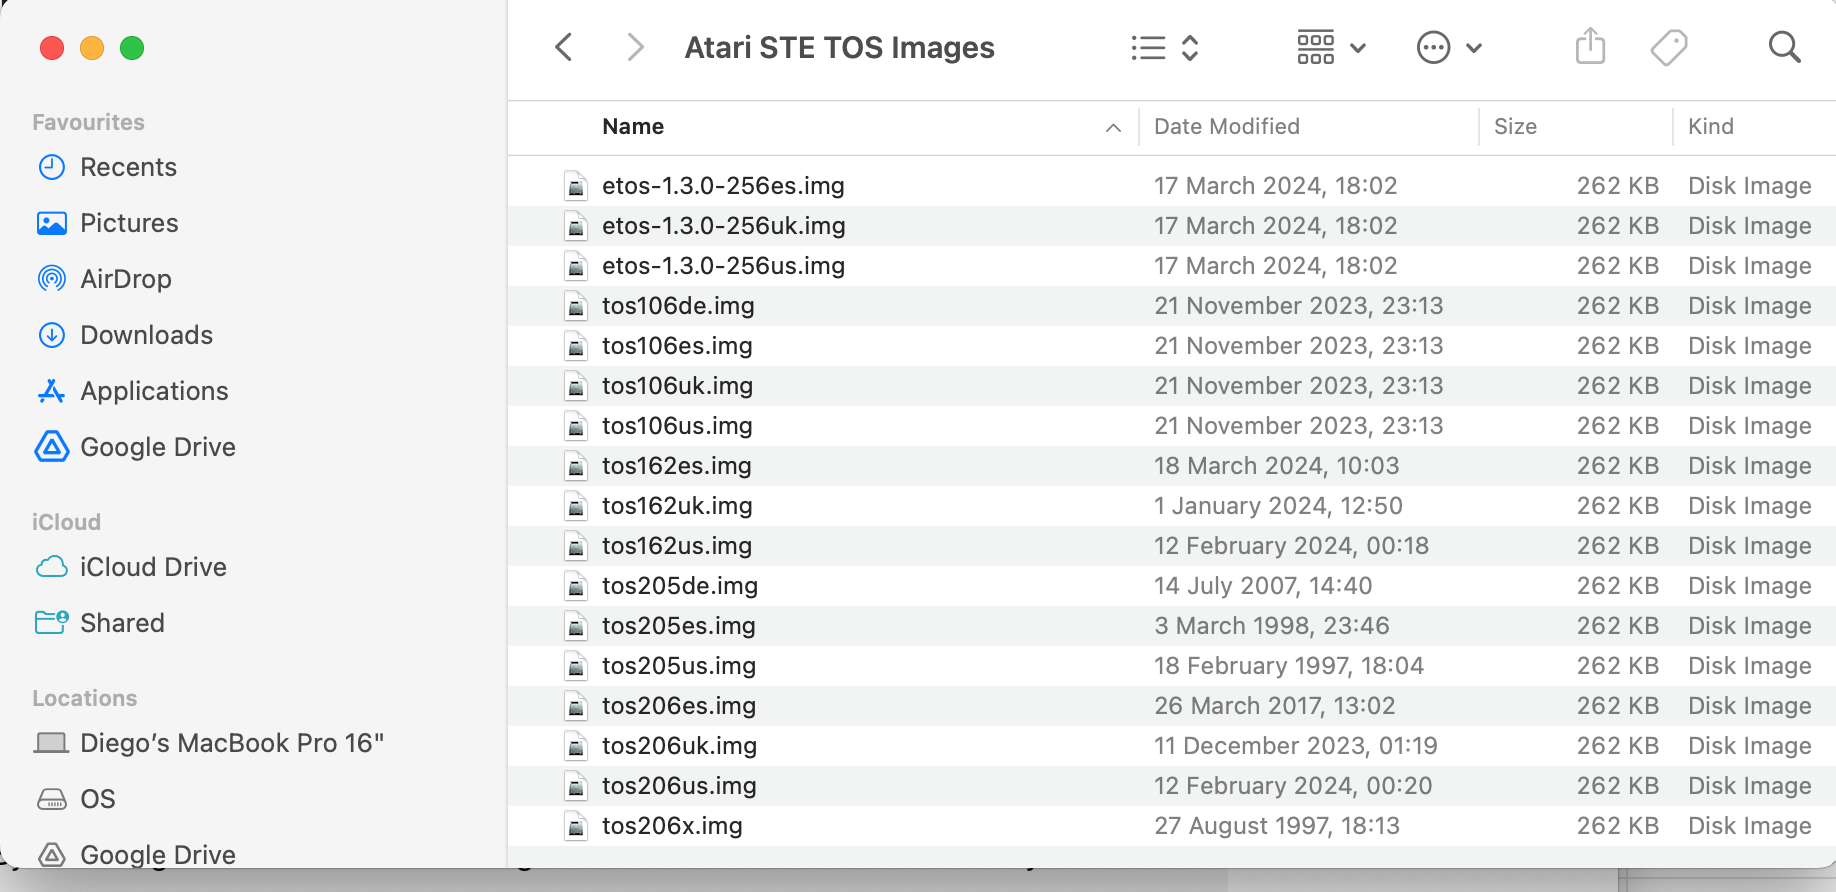 Atari STE TOS Images
Favourites
Recents
Pictures
AirDrop
Downloads
Applications
Google Drive
iCloud
iCloud Drive
Shared
Locations
Diego’s MacBook Pro 16"
OS
Google Drive
Name Date Modified Size Kind
etos-1.3.0-256es.img 17 March 2024, 18:02 262 KB Disk Image
etos-1.3.0-256uk.img 17 March 2024, 18:02 262 KB Disk Image
etos-1.3.0-256us.img 17 March 2024, 18:02 262 KB Disk Image
tos106de.img 21 November 2023, 23:13 262 KB Disk Image
tos106es.img 21 November 2023, 23:13 262 KB Disk Image
tos106uk.img 21 November 2023, 23:13 262 KB Disk Image
tos106us.img 21 November 2023, 23:13 262 KB Disk Image
tos162es.img 18 March 2024, 10:03 262 KB Disk Image
tos162uk.img 1 January 2024, 12:50 262 KB Disk Image
tos162us.img 12 February 2024, 00:18 262 KB Disk Image
tos205de.img 14 July 2007, 14:40 262 KB Disk Image
tos205es.img 3 March 1998, 23:46 262 KB Disk Image
tos205us.img 18 February 1997, 18:04 262 KB Disk Image
tos206es.img 26 March 2017, 13:02 262 KB Disk Image
tos206uk.img 11 December 2023, 01:19 262 KB Disk Image
tos206us.img 12 February 2024, 00:20 262 KB Disk Image
tos206x.img 27 August 1997, 18:13 262 KB Disk Image